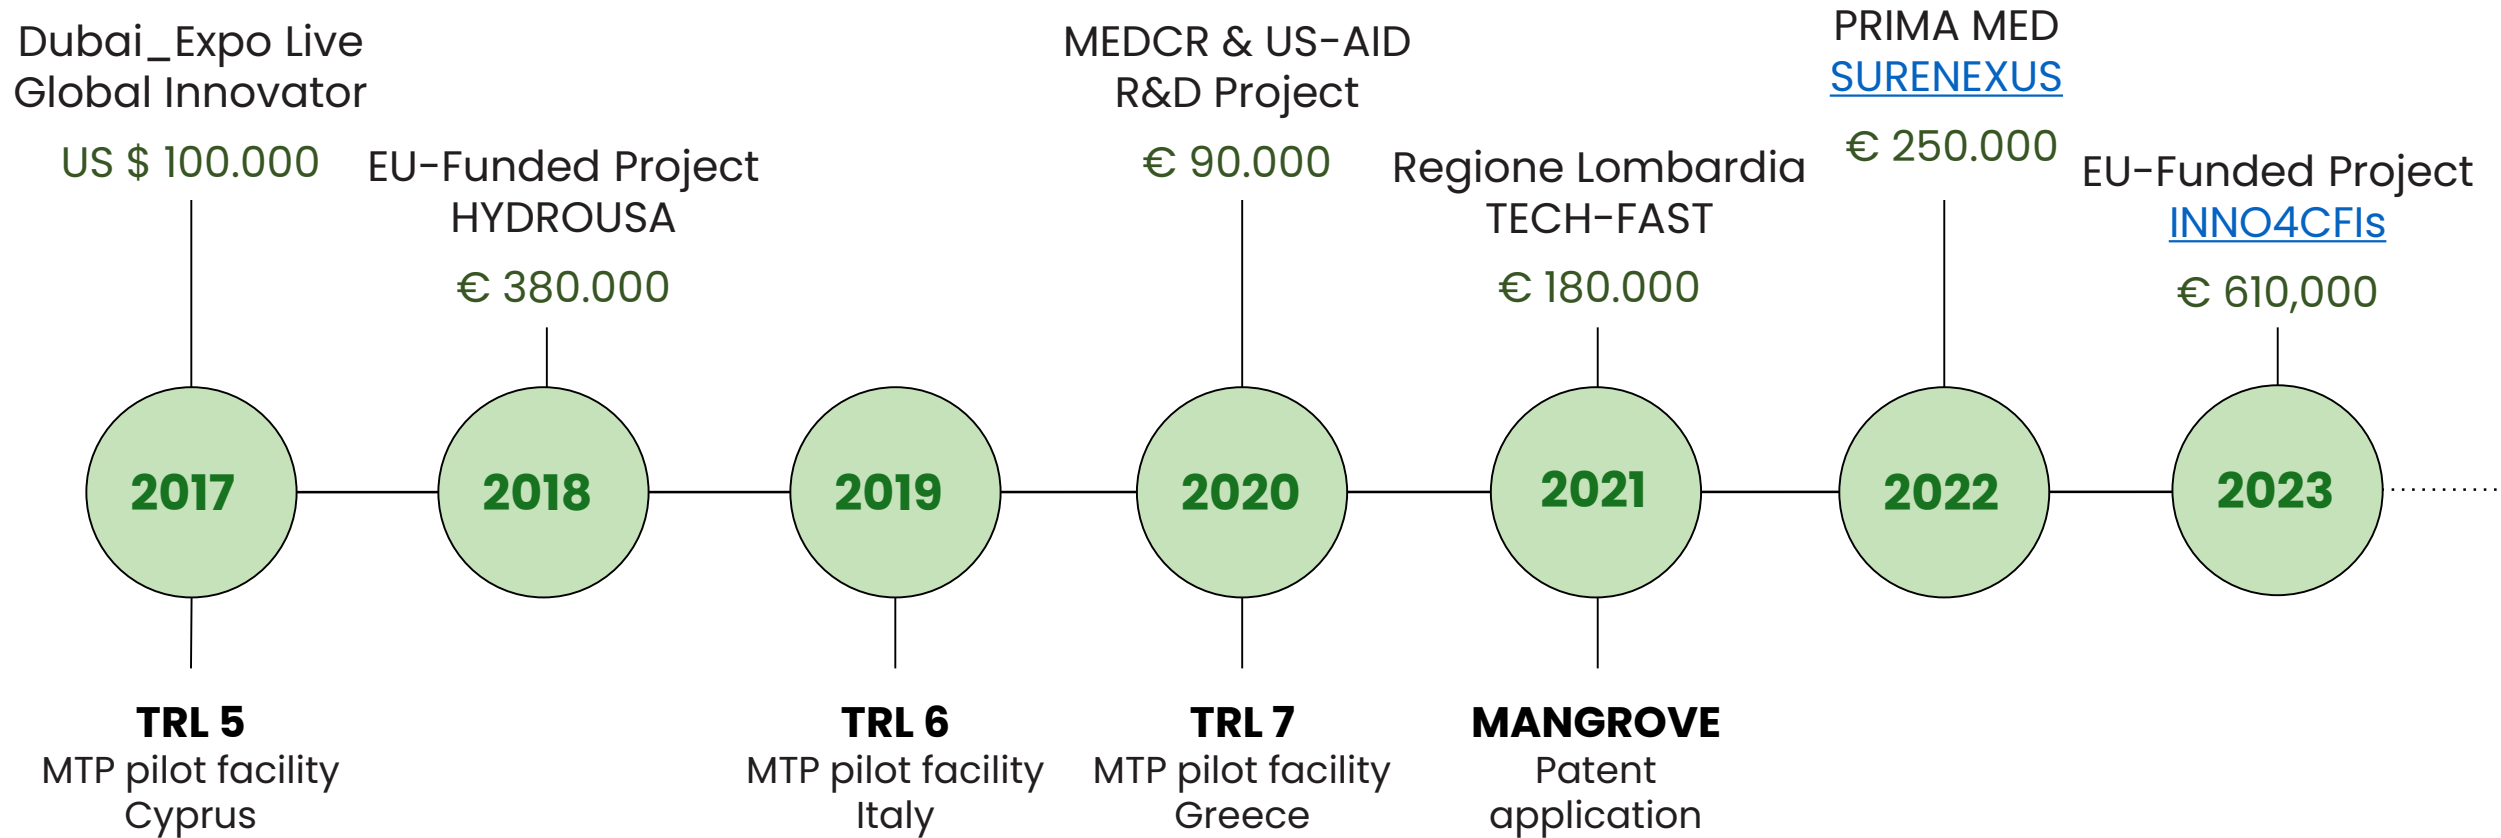 Dubai_Expo Live
Global Innovator
US $ 100.000
EU-Funded Project
HYDROUSA
€ 380.000
MEDCR & US-AID
R&D Project
€ 90.000
Regione Lombardia
TECH-FAST
€ 180.000
PRIMA MED
SURENEXUS
€ 250.000
EU-Funded Project
INNO4CFIs
€ 610,000
2017
2018
2019
2020
2021
2022
2023
TRL 5
MTP pilot facility
Cyprus
TRL 6
MTP pilot facility
Italy
TRL 7
MTP pilot facility
Greece
MANGROVE
Patent
application